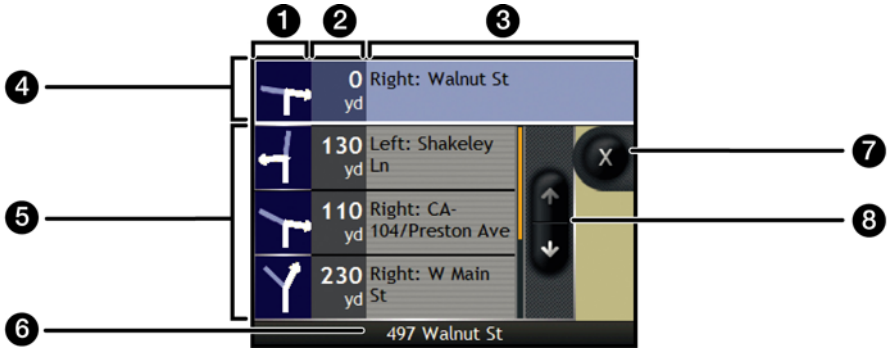 1 2 3
4 0 Right: Walnut St
yd
5 130 Left: Shakeley
yd Ln
110 Right: CA-
yd 104/Preston Ave
230 Right: W Main
yd St
X 7
8
6 497 Walnut St